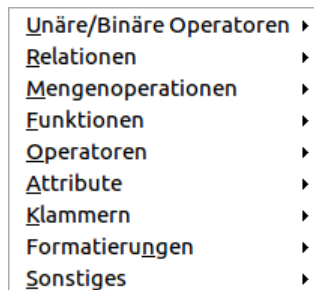 Unäre/Binäre Operatoren
Relationen
Mengenoperationen
Funktionen
Operatoren
Attribute
Klammern
Formatierungen
Sonstiges